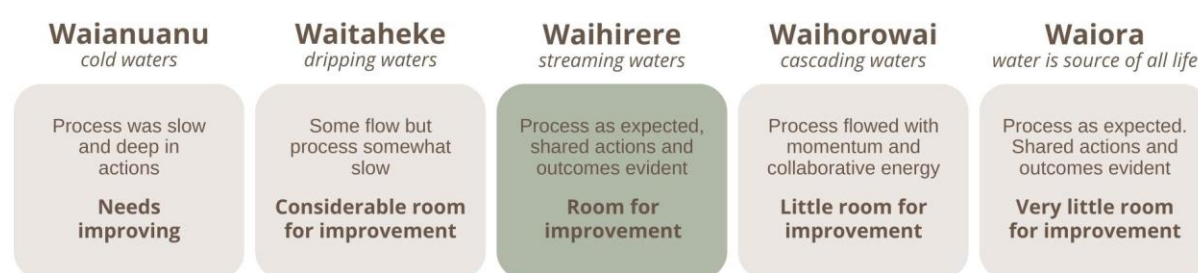 Waianuanu
cold waters
Process was slow
and deep in
actions
Needs
improving
Waitaheke
dripping waters
Some flow but
process somewhat
slow
Considerable room
for improvement
Waihirere
streaming waters
Process as expected,
shared actions and
outcomes evident
Room for
improvement
Waihorowai
cascading waters
Process flowed with
momentum and
collaborative energy
Little room for
improvement
Waiora
water is source of all life
Process as expected.
Shared actions and
outcomes evident
Very little room
for improvement